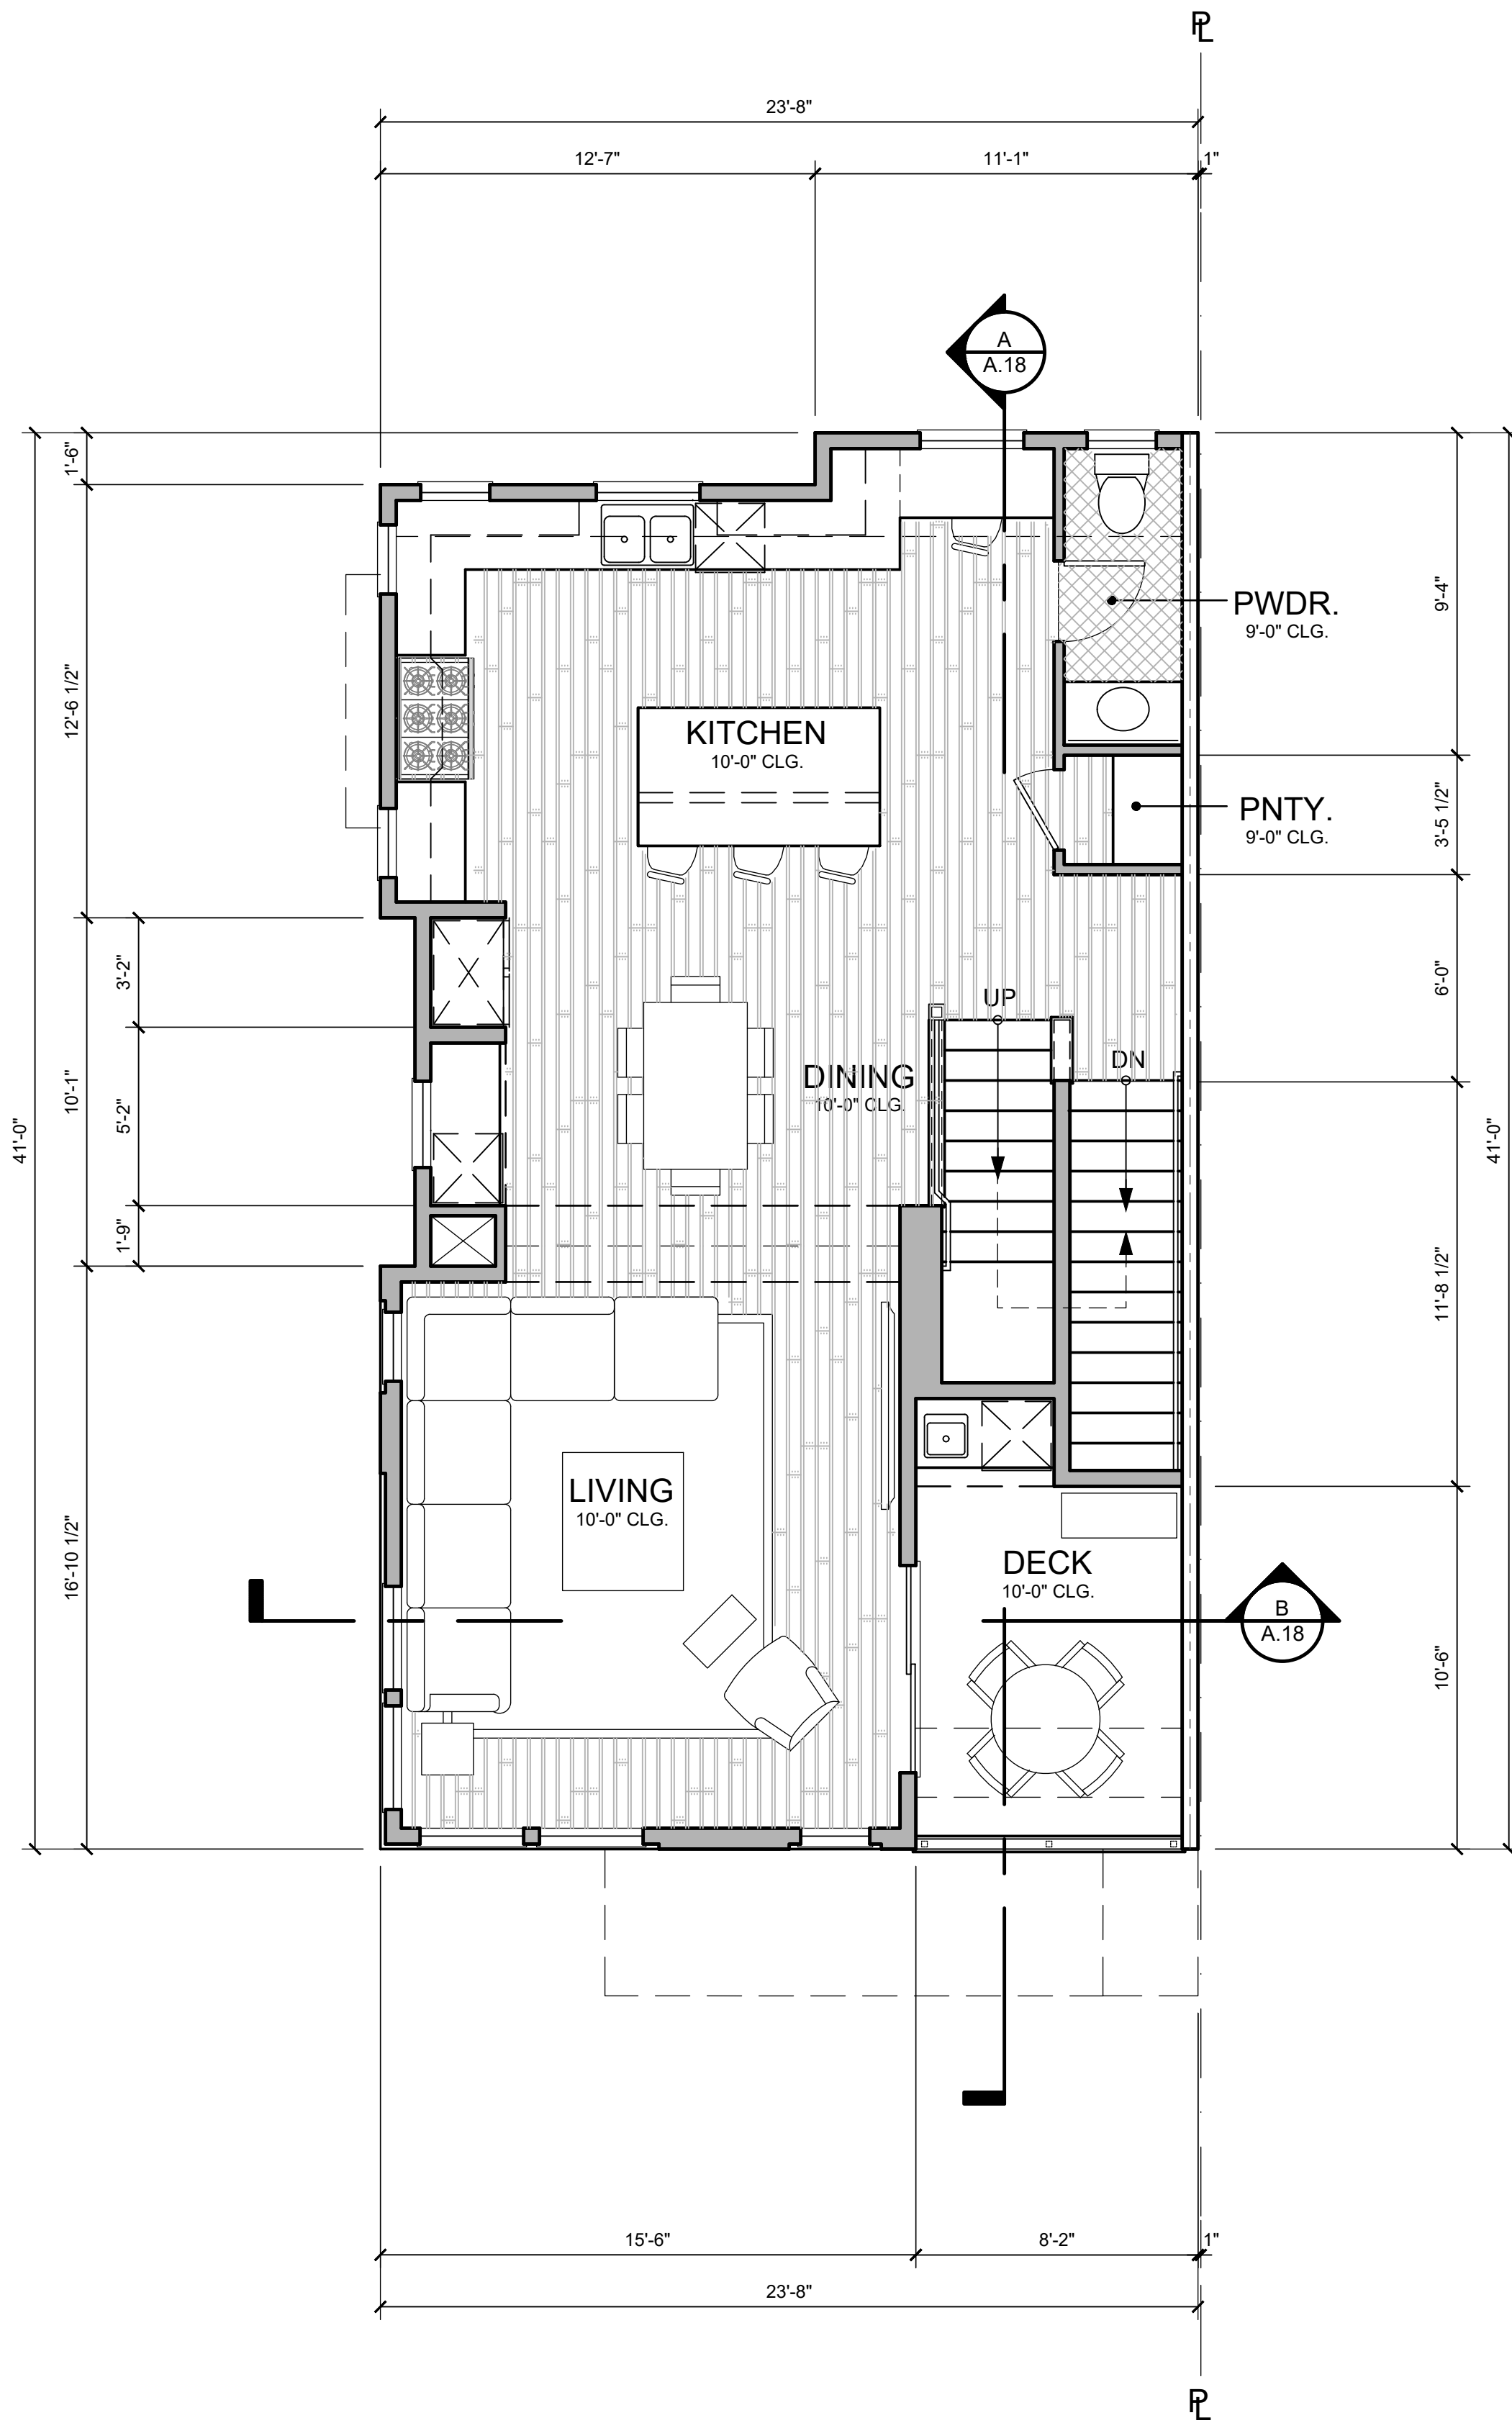 PL
23'-8"
12'-7"
11'-1"
1"
A
A.18
1'-6"
12'-6 1/2"
10'-1"
16'-10 1/2"
41'-0"
3'-2"
5'-2"
1'-9"
PWDR.
9'-0" CLG.
KITCHEN
10'-0" CLG.
PNTY.
9'-0" CLG.
UP
DN
DINING
10'-0" CLG.
LIVING
10'-0" CLG.
DECK
10'-0" CLG.
B
A.18
9'-4"
3'-5 1/2"
6'-0"
11'-8 1/2"
10'-6"
41'-0"
15'-6"
8'-2"
1"
23'-8"
PL